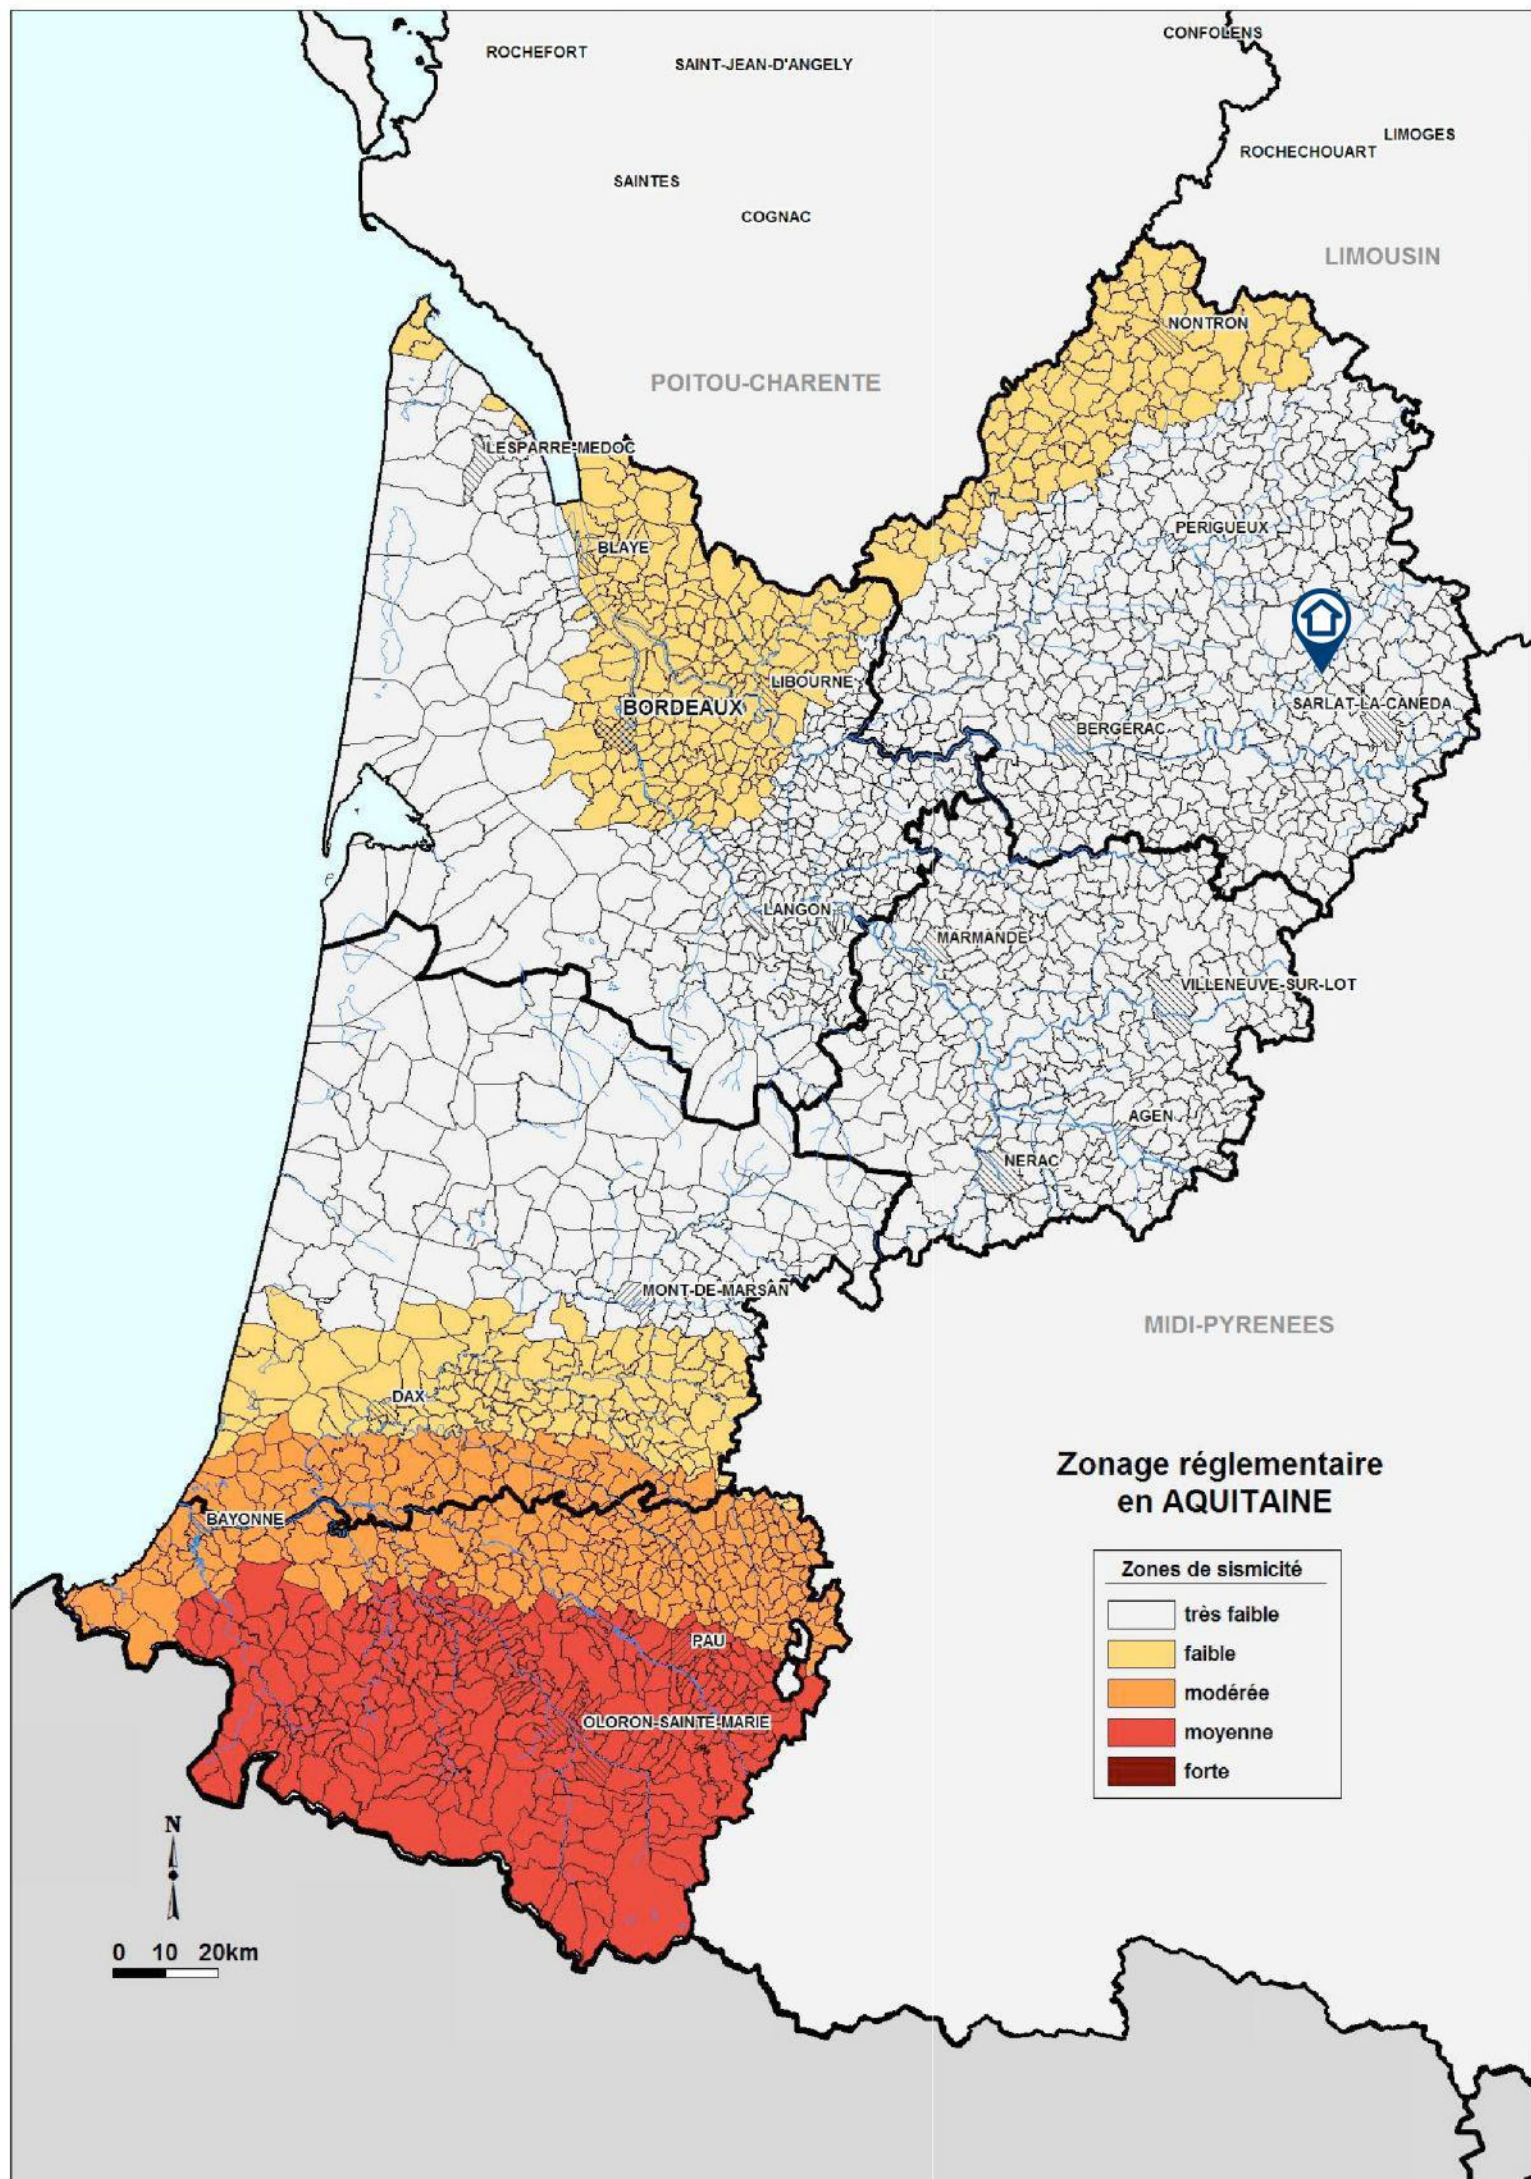 CONFOLENS
ROCHEFORT
SAINT-JEAN-D'ANGELY
LIMOGES
ROCHECHOUART
SAINTES
COGNAC
LIMOUSIN
NONTRON
POITOU-CHARENTE
LESPARRE-MEDOC
PERIGUEUX
BLAYE
LIBOURNE
BORDEAUX
SARLAT-LA-CANEDA
BERGERAC
LANGON
MARMANDE
VILLENEUVE-SUR-LOT
AGEN
NERAC
MONT-DE-MARSAN
MIDI-PYRENEES
DAX
Zonage réglementaire
en AQUITAINE
BAYONNE
Zones de sismicité
très faible
faible
modérée
moyenne
forte
PAU
OLORON-SAINTE-MARIE
N
0 10 20km